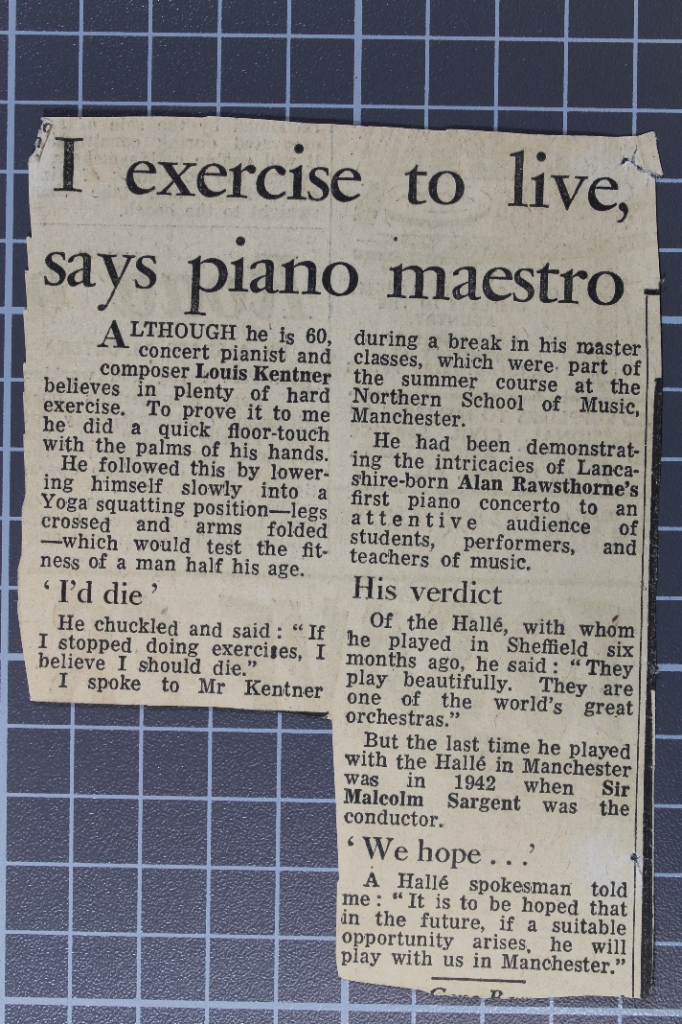 I exercise to live,
says piano maestro
ALTHOUGH he is 60,
concert pianist and
composer Louis Kentner
believes in plenty of hard
exercise. To prove it to me
he did a quick floor-touch
with the palms of his hands.
He followed this by lower-
ing himself slowly into a
Yoga squatting position—legs
crossed and arms folded
—which would test the fit-
ness of a man half his age.
‘I'd die’
He chuckled and said: “If
I stopped doing exercises, I
believe I should die.”
I spoke to Mr Kentner
during a break in his master
classes, which were part of
the summer course at the
Northern School of Music,
Manchester.
He had been demonstrat-
ing the intricacies of Lanca-
shire-born Alan Rawsthorne's
first piano concerto to an
attentive audience of
students, performers, and
teachers of music.
His verdict
Of the Hallé, with whom
he played in Sheffield six
months ago, he said: “They
play beautifully. They are
one of the world's great
orchestras.”
But the last time he played
with the Hallé in Manchester
was in 1942 when Sir
Malcolm Sargent was the
conductor.
‘We hope ...’
A Hallé spokesman told
me: “It is to be hoped that
in the future, if a suitable
opportunity arises, he will
play with us in Manchester.”